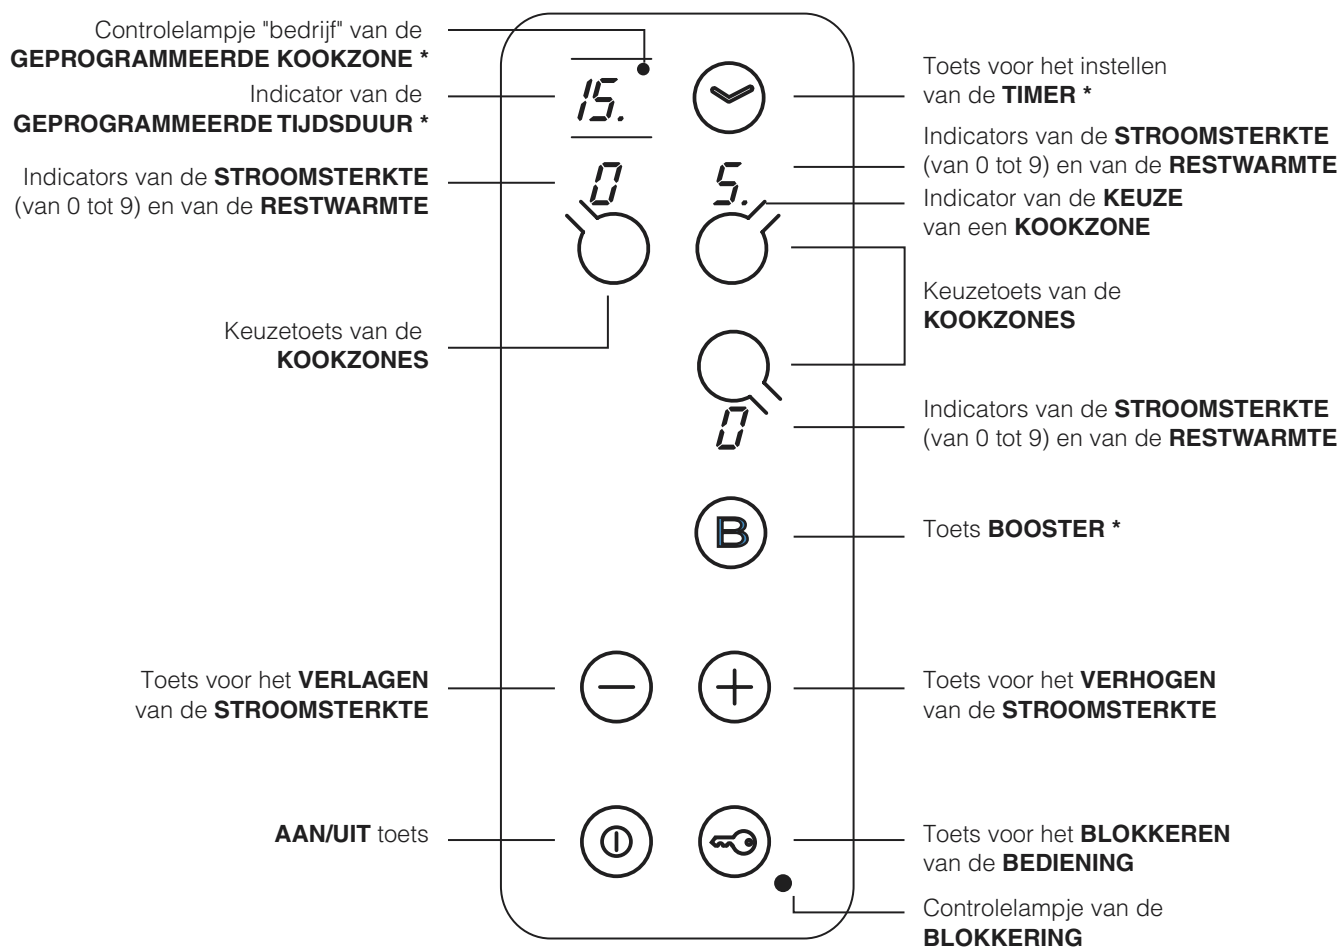 Controlelampje "bedrijf" van de
GEPROGRAMMEERDE KOOKZONE *
Indicator van de
GEPROGRAMMEERDE TIJDSDUUR *
Indicators van de STROOMSTERKTE
(van 0 tot 9) en van de RESTWARMTE
Keuzetoets van de
KOOKZONES
Toets voor het VERLAGEN
van de STROOMSTERKTE
AAN/UIT toets
15.
0
5.
0
B
Toets voor het instellen
van de TIMER *
Indicators van de STROOMSTERKTE
(van 0 tot 9) en van de RESTWARMTE
Indicator van de KEUZE
van een KOOKZONE
Keuzetoets van de
KOOKZONES
Indicators van de STROOMSTERKTE
(van 0 tot 9) en van de RESTWARMTE
Toets BOOSTER *
Toets voor het VERHOGEN
van de STROOMSTERKTE
Toets voor het BLOKKEREN
van de BEDIENING
Controlelampje van de
BLOKKERING